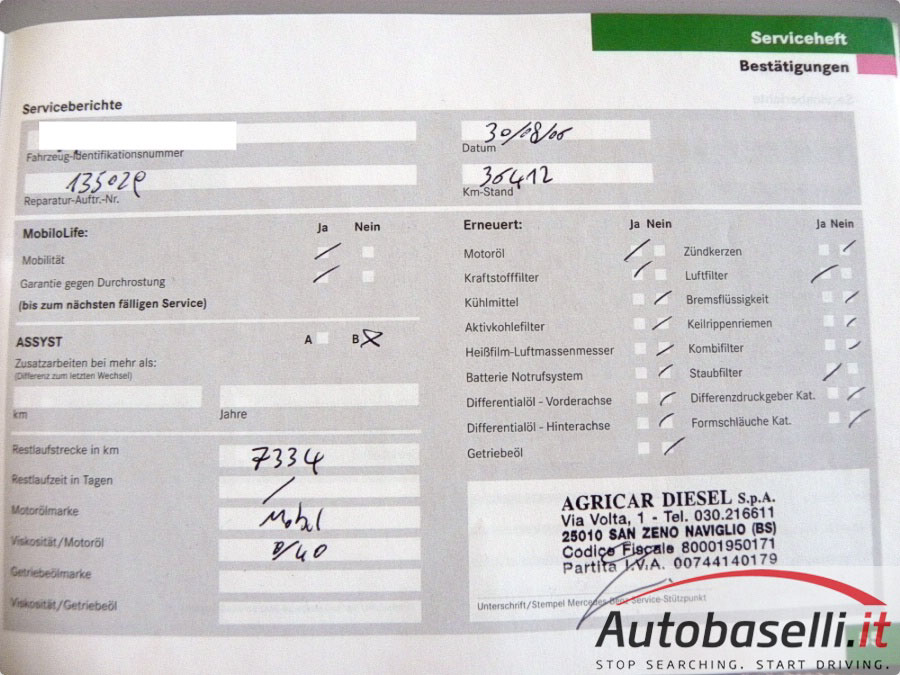 Serviceheft
Bestätigungen
Serviceberichte
Fahrzeug-Identifikationsnummer
30/08/06
Datum
135029
Reparatur-Auftr.-Nr.
36412
Km-Stand
MobiloLife: Ja Nein
Mobilität
Garantie gegen Durchrostung
(bis zum nächsten fälligen Service)
ASSYST A B
Zusatzarbeiten bei mehr als:
(Differenz zum letzten Wechsel)
km Jahre
Restlaufstrecke in km 7334
Restlaufzeit in Tagen /
Motorölmarke Mobil
Viskosität/Motoröl 0/40
Getriebeölmarke
Viskosität/Getriebeöl
Erneuert: Ja Nein Ja Nein
Motoröl Zündkerzen
Kraftstofffilter Luftfilter
Kühlmittel Bremsflüssigkeit
Aktivkohlefilter Keilrippenriemen
Heißfilm-Luftmassenmesser Kombifilter
Batterie Notrufsystem Staubfilter
Differentialöl - Vorderachse Differenzdruckgeber Kat.
Differentialöl - Hinterachse Formschläuche Kat.
Getriebeöl
AGRICAR DIESEL S.p.A.
Via Volta, 1 - Tel. 030.216611
25010 SAN ZENO NAVIGLIO (BS)
Codice Fiscale 80001950171
Partita I.V.A. 00744140179
Unterschrift/Stempel Mercedes-Benz Service-Stützpunkt
Autobaselli.it
STOP SEARCHING. START DRIVING.